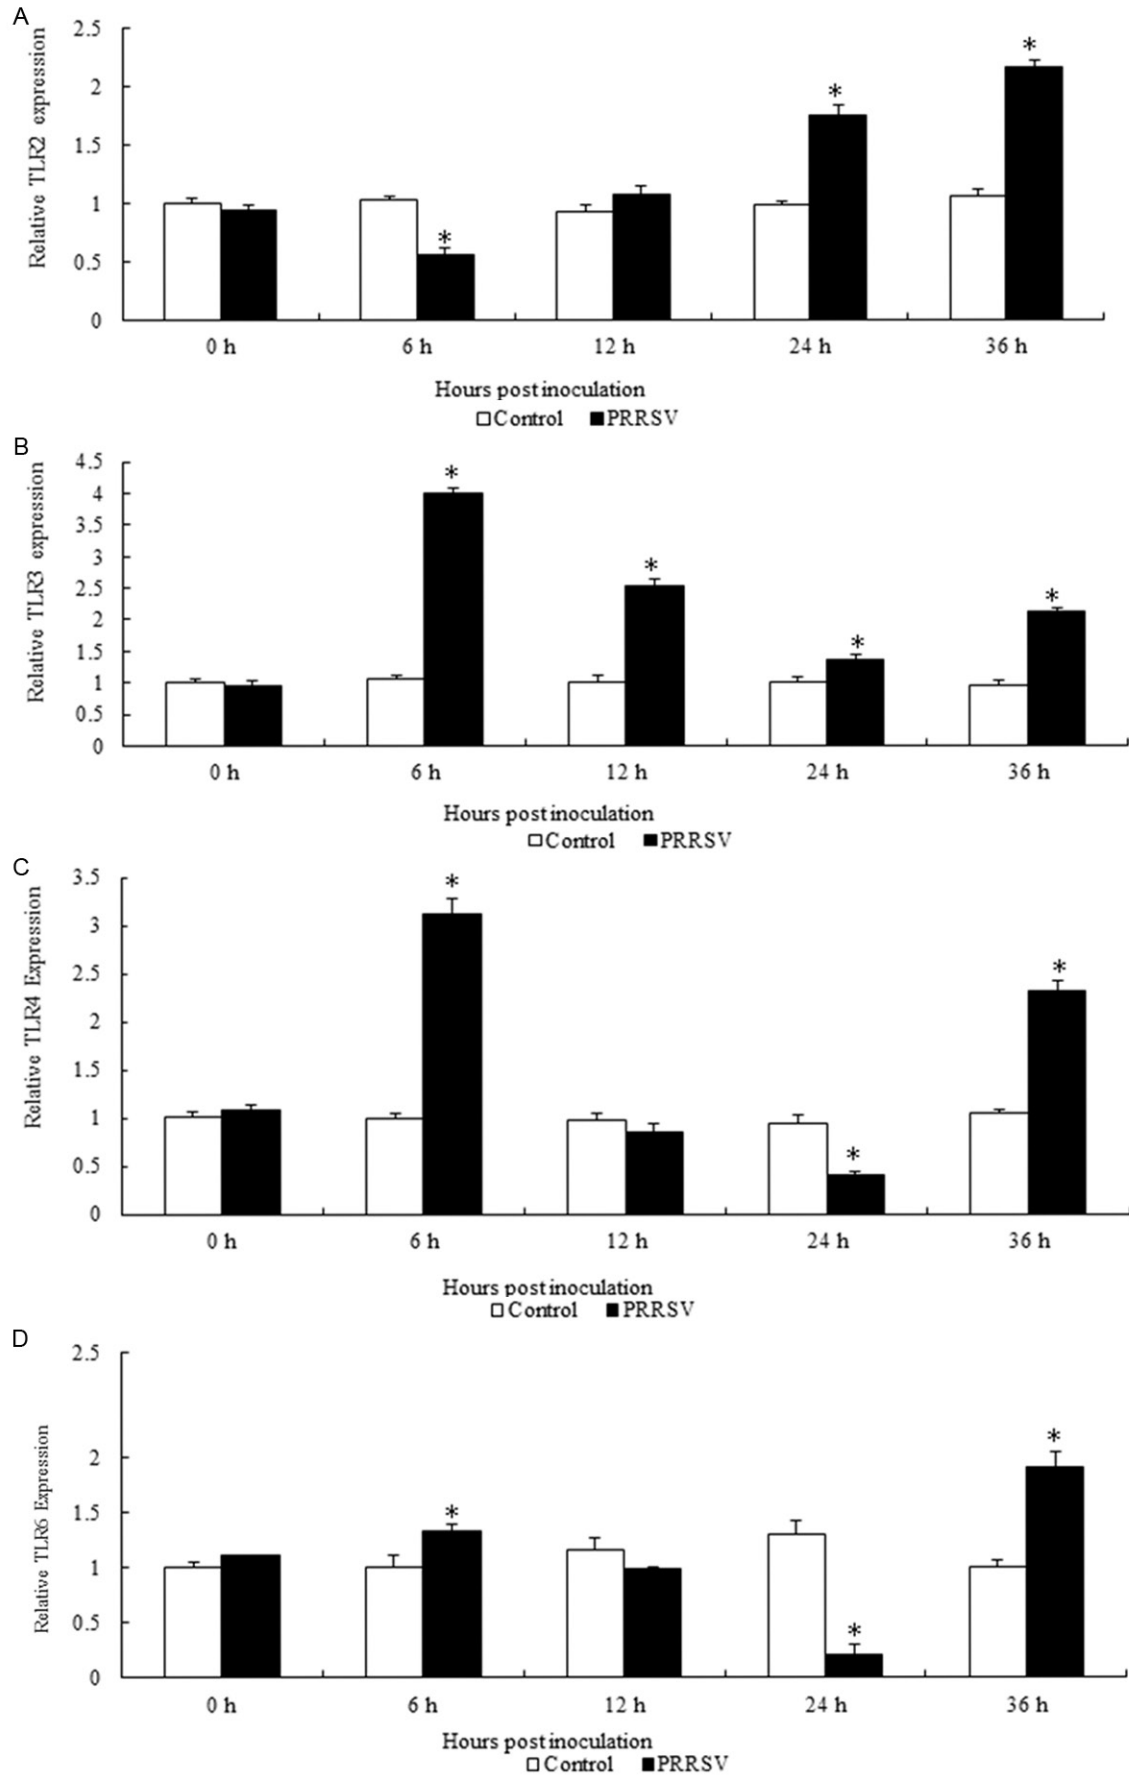 A
Relative TLR2 expression
2.5
2
1.5
1
0.5
0
*
*
*
0 h 6 h 12 h 24 h 36 h
Hours post inoculation
Control PRRSV
B
Relative TLR3 expression
4.5
4
3.5
3
2.5
2
1.5
1
0.5
0
*
*
*
*
0 h 6 h 12 h 24 h 36 h
Hours post inoculation
Control PRRSV
C
Relative TLR4 Expression
3.5
3
2.5
2
1.5
1
0.5
0
*
*
*
0 h 6 h 12 h 24 h 36 h
Hours post inoculation
Control PRRSV
D
Relative TLR6 Expression
2.5
2
1.5
1
0.5
0
*
*
*
0 h 6 h 12 h 24 h 36 h
Hours post inoculation
Control PRRSV